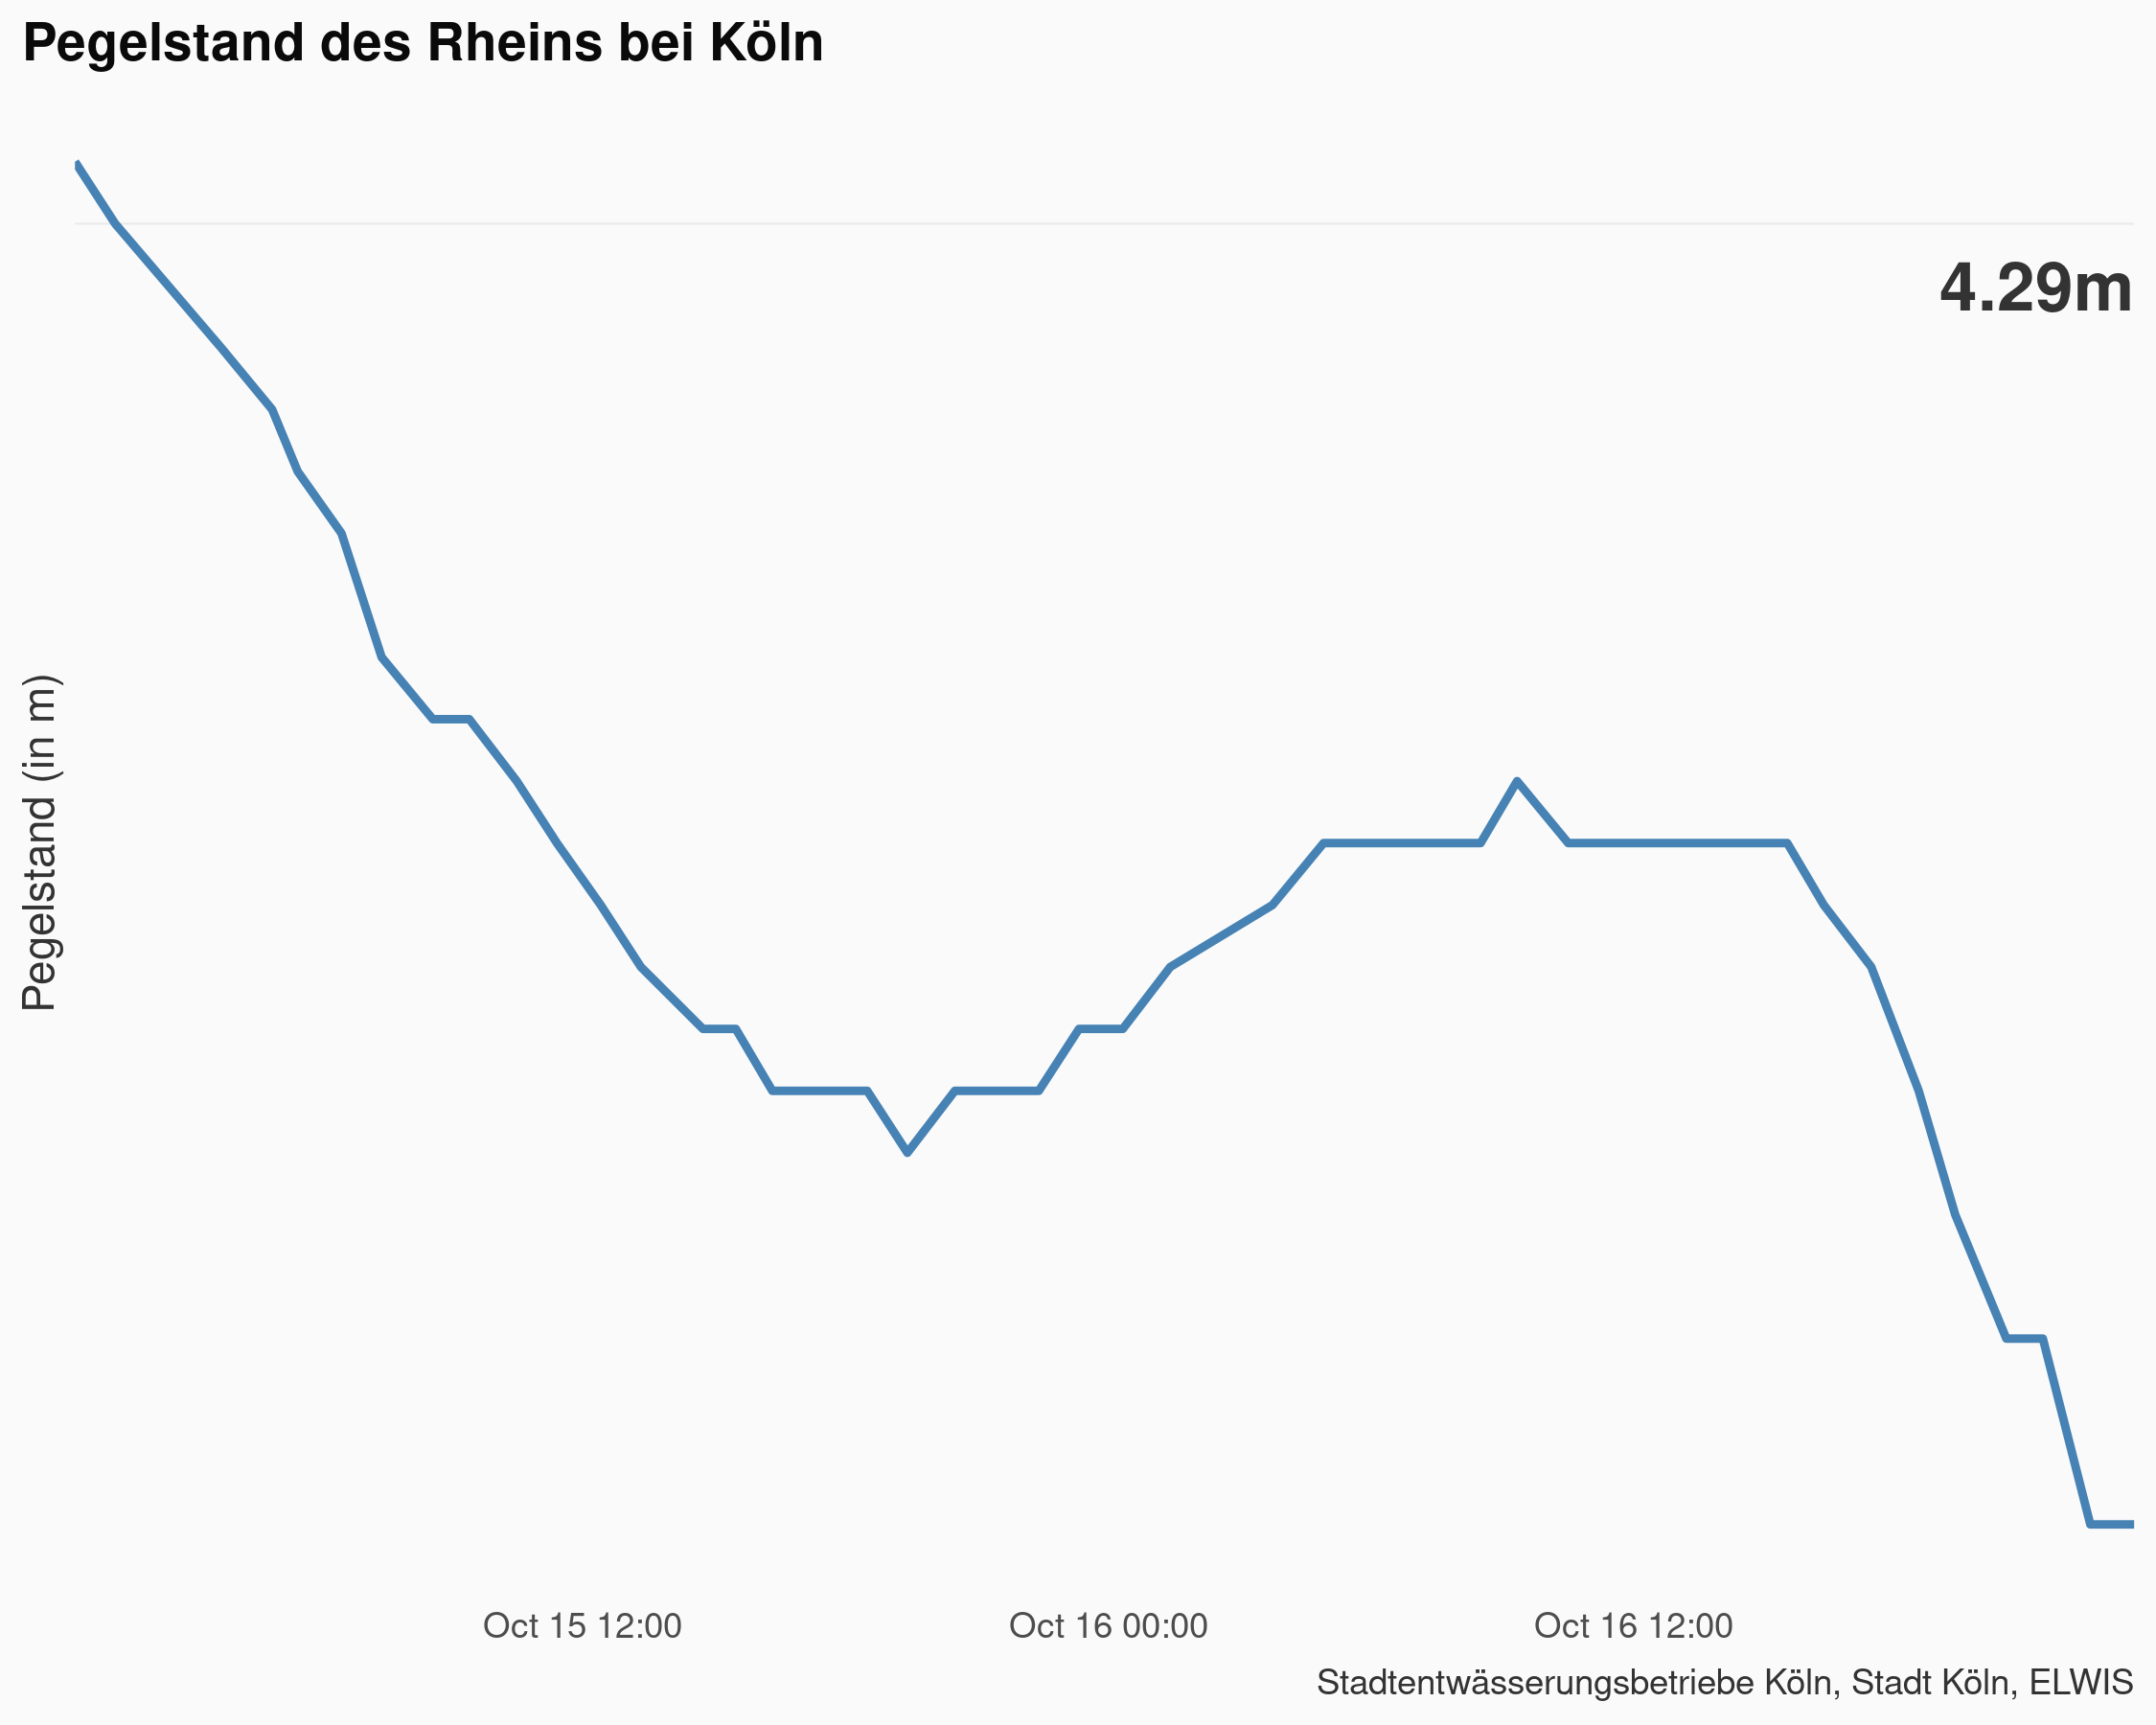 Pegelstand des Rheins bei Köln
4.29m
Pegelstand (in m)
Oct 15 12:00
Oct 16 00:00
Oct 16 12:00
Stadtentwässerungsbetriebe Köln, Stadt Köln, ELWIS